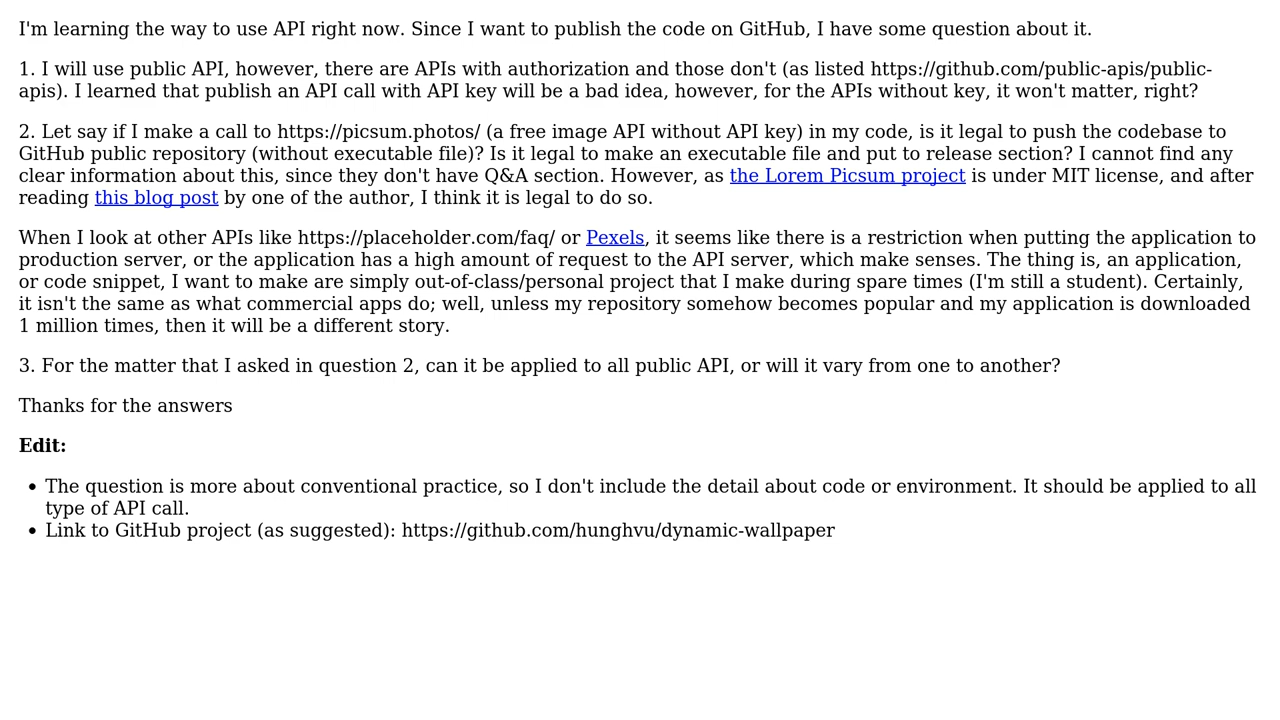 I'm learning the way to use API right now. Since I want to publish the code on GitHub, I have some question about it.
1. I will use public API, however, there are APIs with authorization and those don't (as listed https://github.com/public-apis/public-
apis). I learned that publish an API call with API key will be a bad idea, however, for the APIs without key, it won't matter, right?
2. Let say if I make a call to https://picsum.photos/ (a free image API without API key) in my code, is it legal to push the codebase to
GitHub public repository (without executable file)? Is it legal to make an executable file and put to release section? I cannot find any
clear information about this, since they don't have Q&A section. However, as the Lorem Picsum project is under MIT license, and after
reading this blog post by one of the author, I think it is legal to do so.
When I look at other APIs like https://placeholder.com/faq/ or Pexels, it seems like there is a restriction when putting the application to
production server, or the application has a high amount of request to the API server, which make senses. The thing is, an application,
or code snippet, I want to make are simply out-of-class/personal project that I make during spare times (I'm still a student). Certainly,
it isn't the same as what commercial apps do; well, unless my repository somehow becomes popular and my application is downloaded
1 million times, then it will be a different story.
3. For the matter that I asked in question 2, can it be applied to all public API, or will it vary from one to another?
Thanks for the answers
Edit:
• The question is more about conventional practice, so I don't include the detail about code or environment. It should be applied to all
type of API call.
• Link to GitHub project (as suggested): https://github.com/hunghvu/dynamic-wallpaper